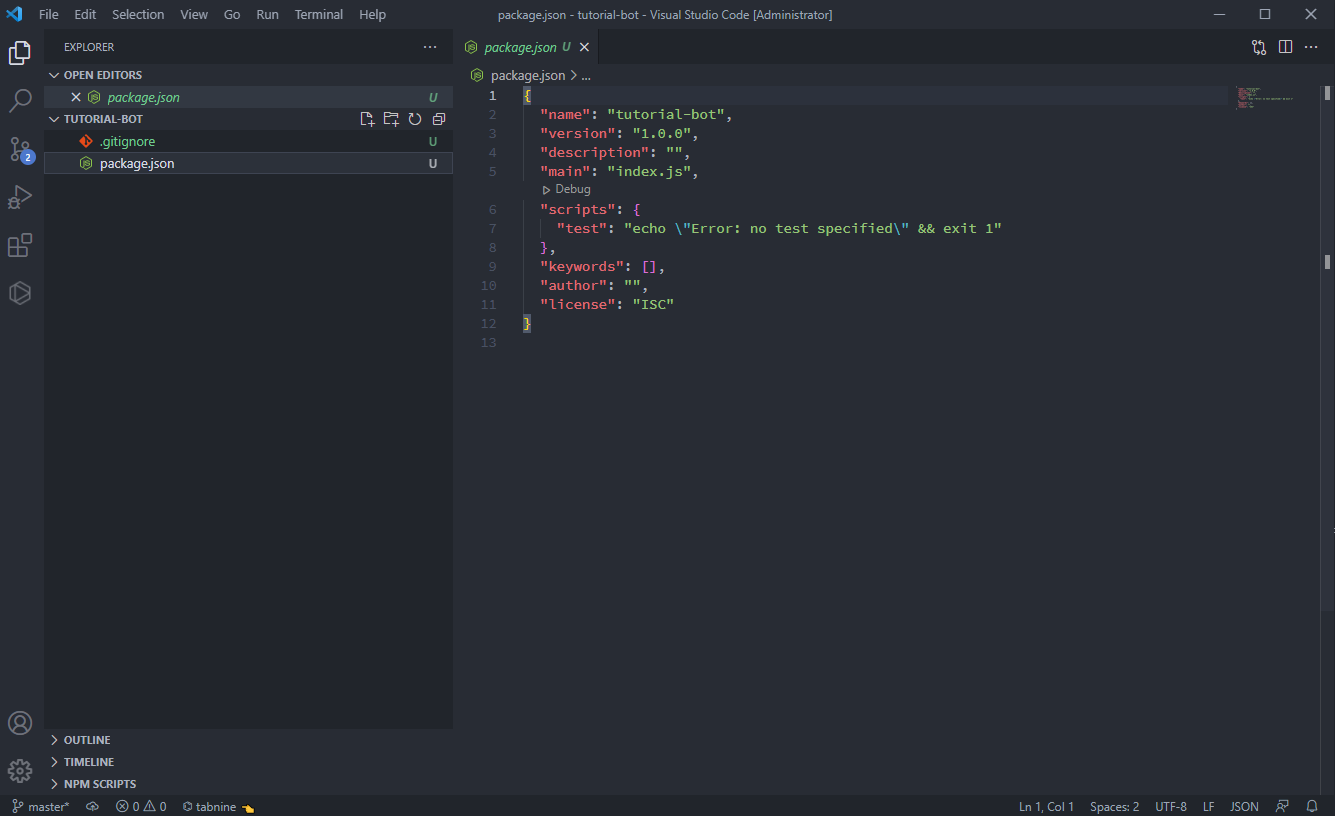 File Edit Selection View Go Run Terminal Help
package.json - tutorial-bot - Visual Studio Code [Administrator]
EXPLORER
OPEN EDITORS
package.json U
TUTORIAL-BOT
.gitignore U
package.json U
2
package.json U
package.json > ...
1 {
2 "name": "tutorial-bot",
3 "version": "1.0.0",
4 "description": "",
5 "main": "index.js",
Debug
6 "scripts": {
7 "test": "echo \"Error: no test specified\" && exit 1"
8 },
9 "keywords": [],
10 "author": "",
11 "license": "ISC"
12 }
13
OUTLINE
TIMELINE
NPM SCRIPTS
master* 0 0 tabnine Ln 1, Col 1 Spaces: 2 UTF-8 LF JSON